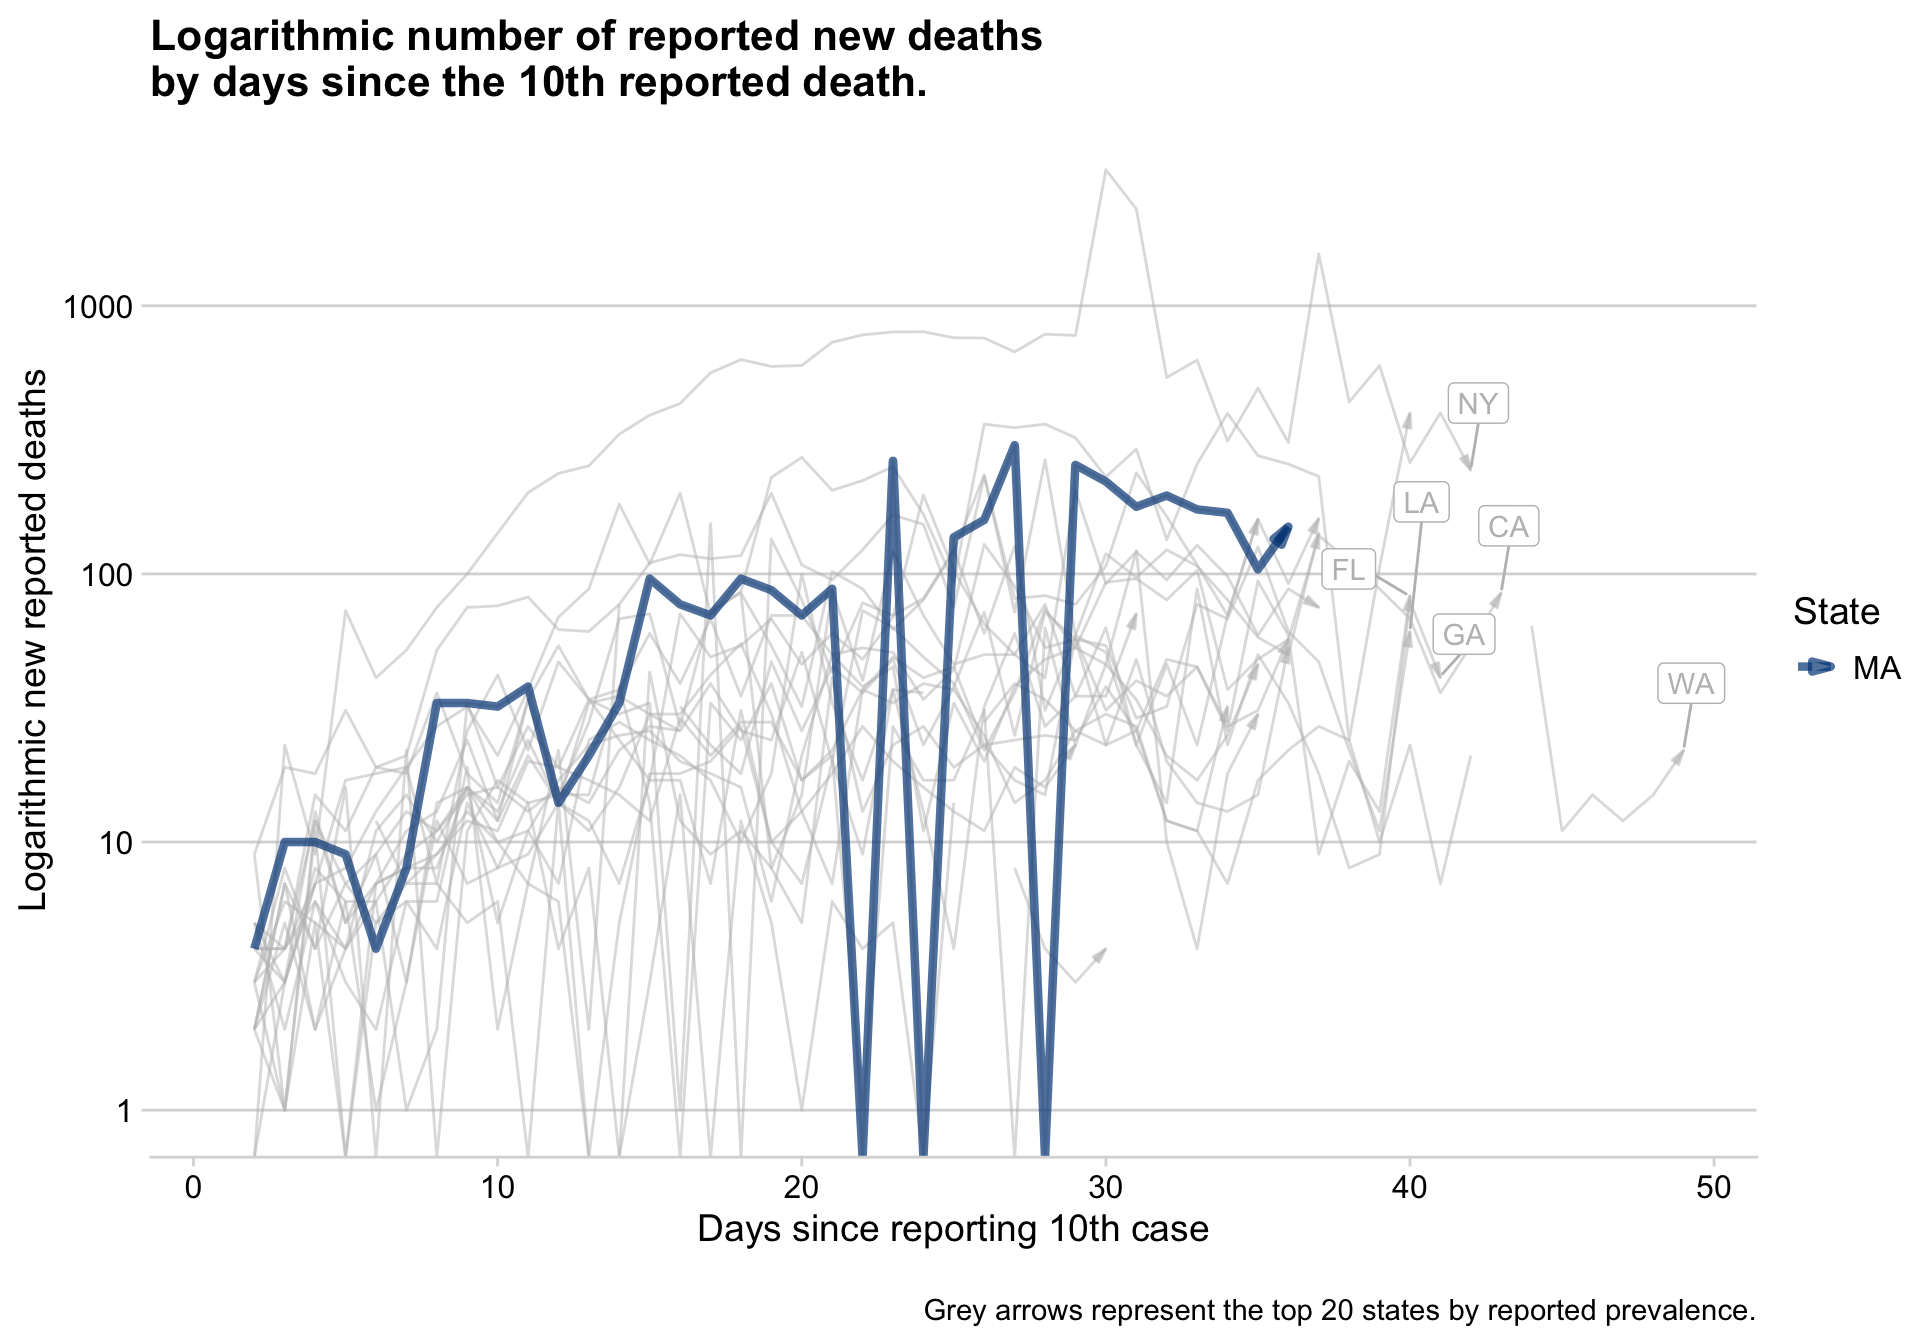 Logarithmic number of reported new deaths
by days since the 10th reported death.
Logarithmic new reported deaths
1000
100
10
1
NY
LA
CA
FL
GA
WA
State
MA
0 10 20 30 40 50
Days since reporting 10th case
Grey arrows represent the top 20 states by reported prevalence.